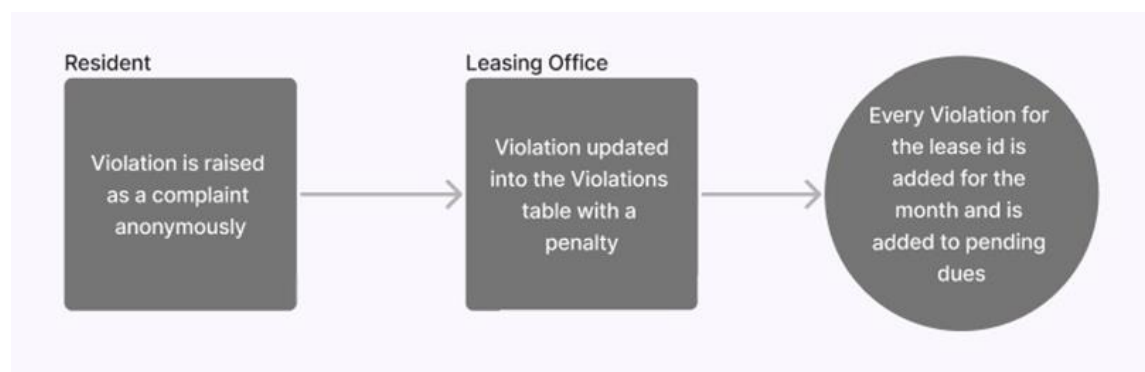 Resident
Violation is raised
as a complaint
anonymously
Leasing Office
Violation updated
into the Violations
table with a
penalty
Every Violation for
the lease id is
added for the
month and is
added to pending
dues